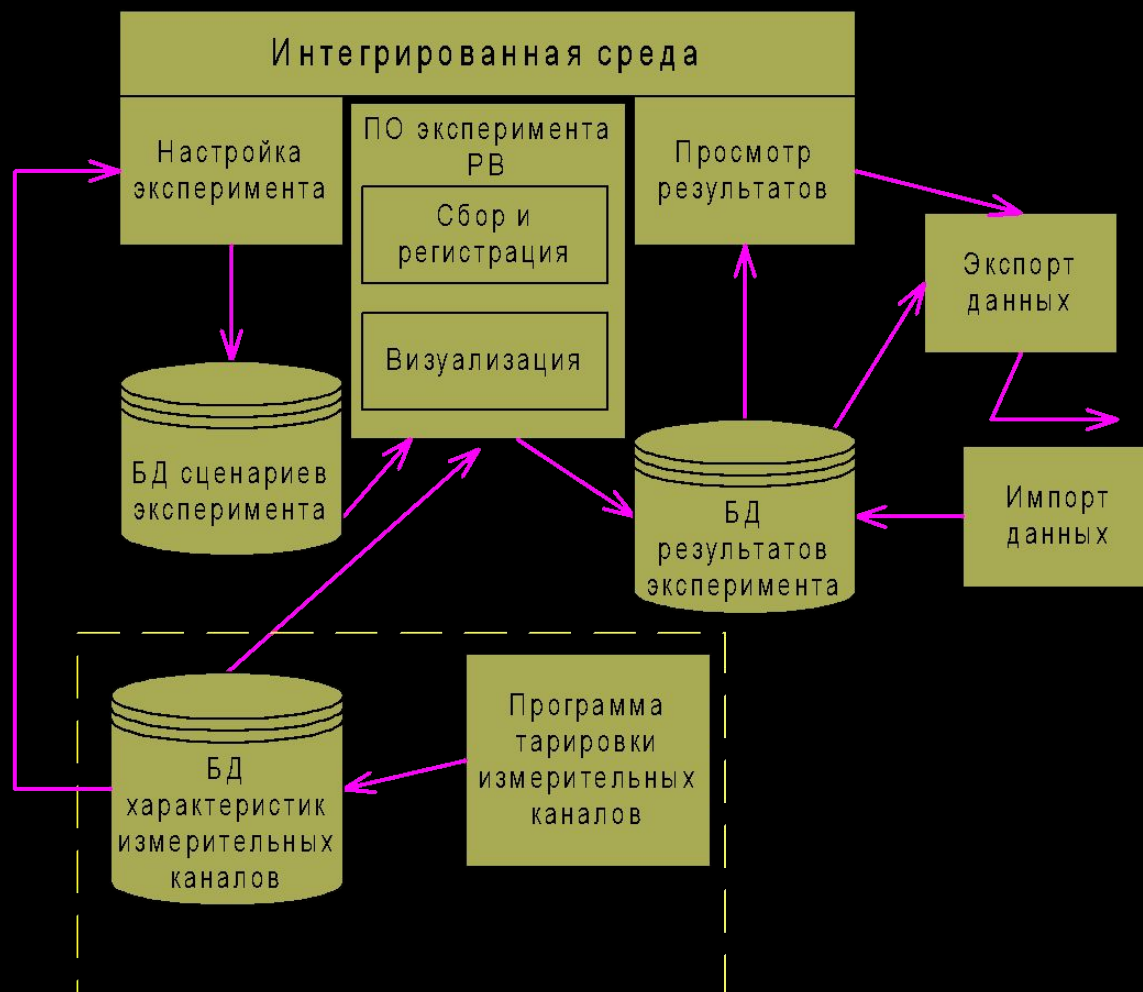 Интегрированная среда
Настройка
эксперимента
ПО эксперимента
РВ
Сбор и
регистрация
Визуализация
Просмотр
результатов
Экспорт
данных
БД сценариев
эксперимента
БД
результатов
эксперимента
Импорт
данных
БД
характеристик
измерительных
каналов
Программа
тарировки
измерительных
каналов